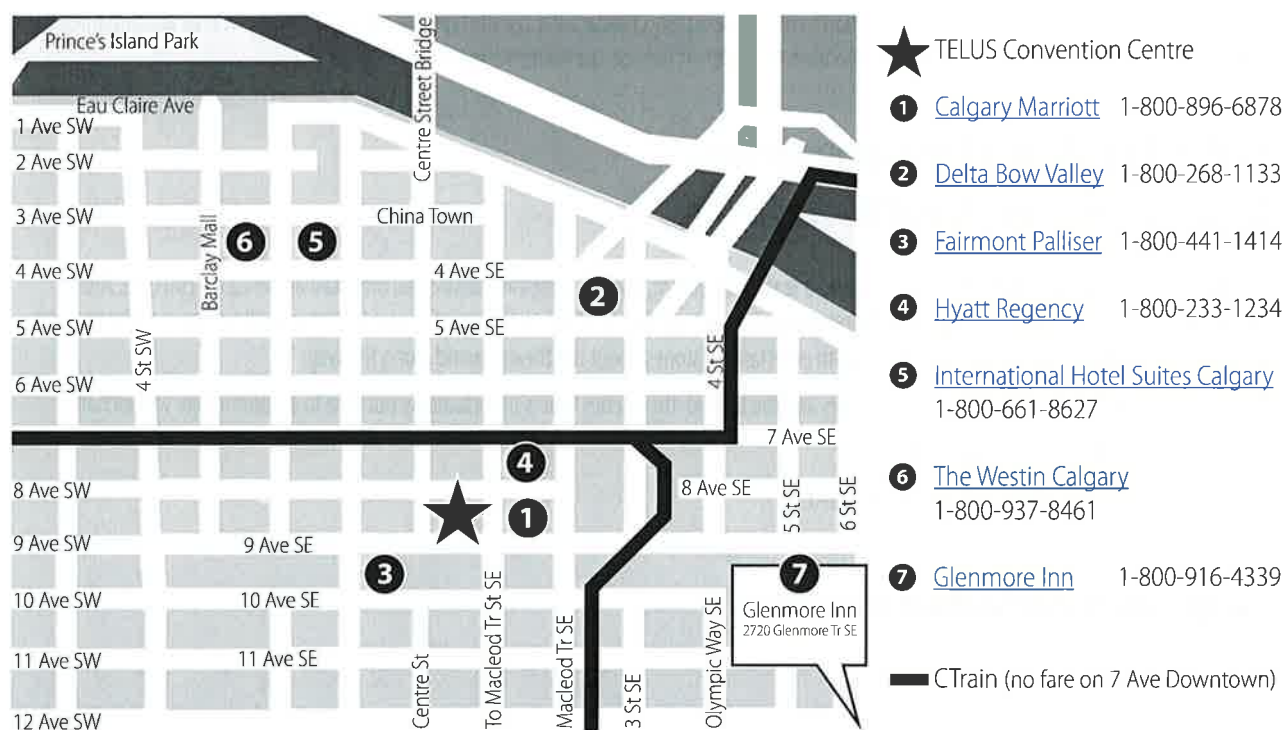 Prince's Island Park
Eau Claire Ave
1 Ave SW
2 Ave SW
3 Ave SW
4 Ave SW
5 Ave SW
6 Ave SW
8 Ave SW
9 Ave SW
10 Ave SW
11 Ave SW
12 Ave SW
4 St SW
Barclay Mall
Centre Street Bridge
China Town
4 Ave SE
5 Ave SE
4 St SE
7 Ave SE
8 Ave SE
9 Ave SE
10 Ave SE
11 Ave SE
5 St SE
6 St SE
Centre St
To Macleod Tr St SE
Macleod Tr SE
3 St SE
Olympic Way SE
6
5
2
4
1
3
7
Glenmore Inn
2720 Glenmore Tr SE
TELUS Convention Centre
1 Calgary Marriott 1-800-896-6878
2 Delta Bow Valley 1-800-268-1133
3 Fairmont Palliser 1-800-441-1414
4 Hyatt Regency 1-800-233-1234
5 International Hotel Suites Calgary
1-800-661-8627
6 The Westin Calgary
1-800-937-8461
7 Glenmore Inn 1-800-916-4339
CTrain (no fare on 7 Ave Downtown)